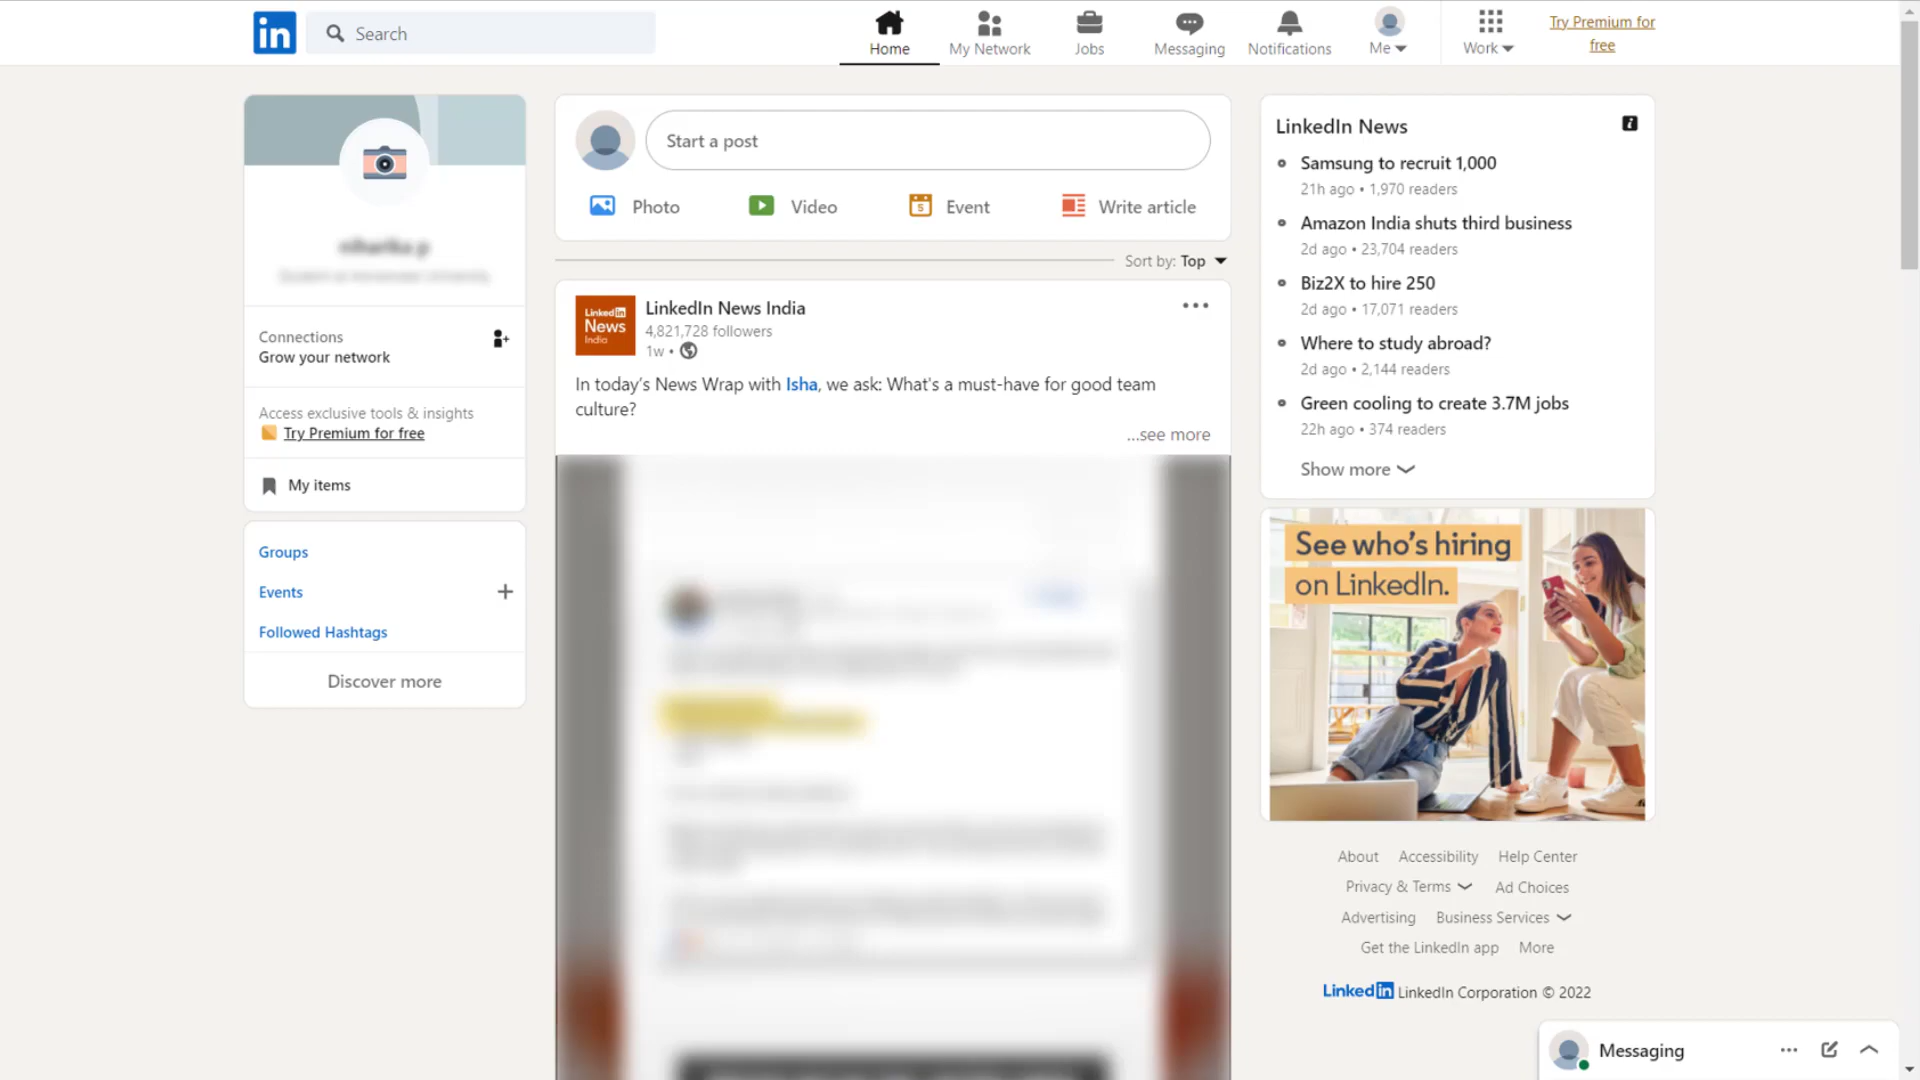 in
Search
Home
My Network
Jobs
Messaging
Notifications
Me
Work
Try Premium for
free
Start a post
Photo
Video
Event
Write article
Sort by: Top
Connections
Grow your network
Access exclusive tools & insights
Try Premium for free
My items
Groups
Events
Followed Hashtags
Discover more
Linked in
News
India
LinkedIn News India
4,821,728 followers
1w •
In today's News Wrap with Isha, we ask: What's a must-have for good team
culture?
...see more
LinkedIn News
Samsung to recruit 1,000
21h ago • 1,970 readers
Amazon India shuts third business
2d ago • 23,704 readers
Biz2X to hire 250
2d ago • 17,071 readers
Where to study abroad?
2d ago • 2,144 readers
Green cooling to create 3.7M jobs
22h ago • 374 readers
Show more
See who's hiring
on LinkedIn.
About Accessibility Help Center
Privacy & Terms Ad Choices
Advertising Business Services
Get the LinkedIn app More
Linked in LinkedIn Corporation © 2022
Messaging